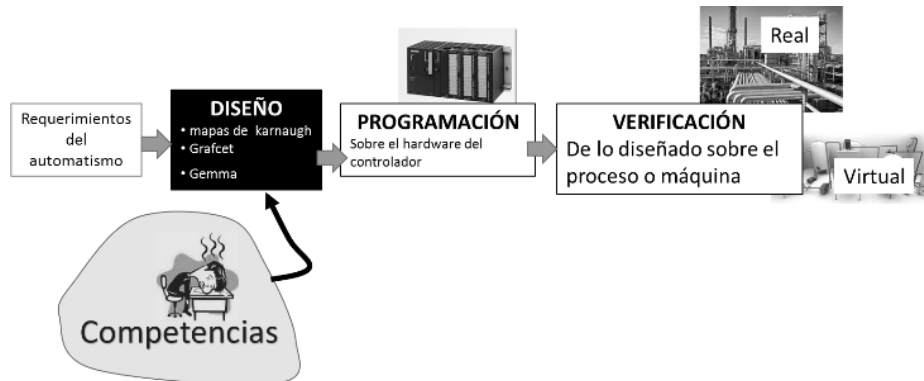 Requerimientos
del
automatismo
DISEÑO
• mapas de karnaugh
• Grafcet
• Gemma
PROGRAMACIÓN
Sobre el hardware del
controlador
VERIFICACIÓN
De lo diseñado sobre el
proceso o máquina
Real
Virtual
Competencias